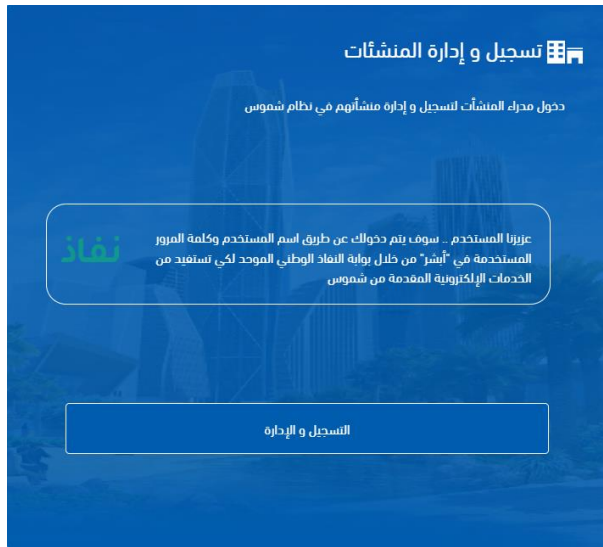 تسجيل و إدارة المنشئات
دخول مدراء المنشأت لتسجيل و إدارة منشأتهم في نظام شموس
عزيزنا المستخدم .. سوف يتم دخولك عن طريق اسم المستخدم وكلمة المرور
المستخدمة في "أبشر" من خلال بوابة النفاذ الوطني الموحد لكي تستفيد من
الخدمات الإلكترونية المقدمة من شموس
نفاذ
التسجيل و الإدارة